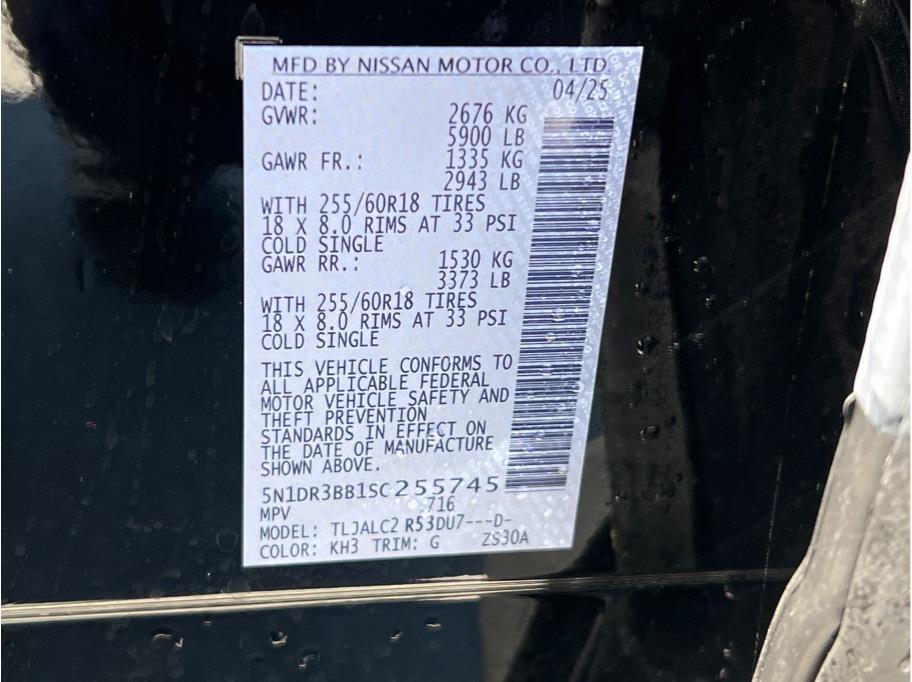 MFD BY NISSAN MOTOR CO., LTD
DATE: 04/25
GVWR: 2676 KG
5900 LB
GAWR FR.: 1335 KG
2943 LB
WITH 255/60R18 TIRES
18 X 8.0 RIMS AT 33 PSI
COLD SINGLE
GAWR RR.: 1530 KG
3373 LB
WITH 255/60R18 TIRES
18 X 8.0 RIMS AT 33 PSI
COLD SINGLE
THIS VEHICLE CONFORMS TO
ALL APPLICABLE FEDERAL
MOTOR VEHICLE SAFETY AND
THEFT PREVENTION
STANDARDS IN EFFECT ON
THE DATE OF MANUFACTURE
SHOWN ABOVE.
5N1DR3BB1SC255745
MPV 716
MODEL: TLJALC2 R53DU7---D-
COLOR: KH3 TRIM: G ZS30A